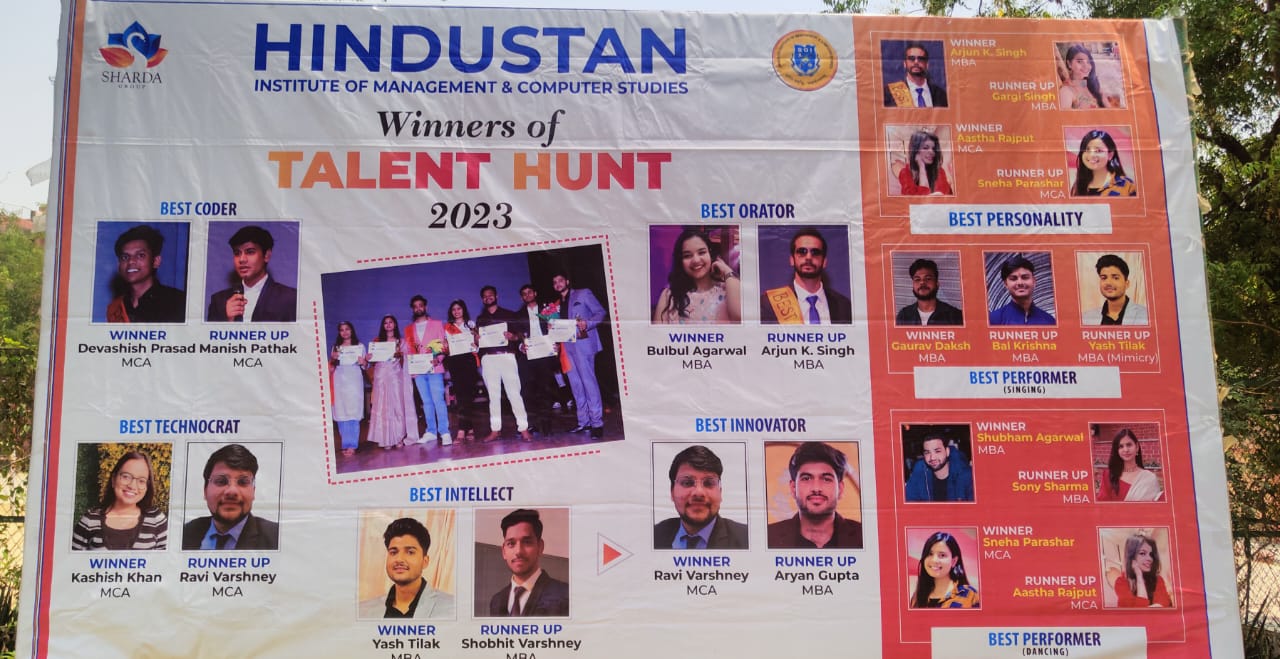 SHARDA
GROUP
HINDUSTAN
INSTITUTE OF MANAGEMENT & COMPUTER STUDIES
Winners of
TALENT HUNT
2023
BEST CODER
WINNER
Devashish Prasad
MCA
RUNNER UP
Manish Pathak
MCA
BEST ORATOR
WINNER
Bulbul Agarwal
MBA
BEST
RUNNER UP
Arjun K. Singh
MBA
BEST TECHNOCRAT
WINNER
Kashish Khan
MCA
RUNNER UP
Ravi Varshney
MCA
BEST INTELLECT
WINNER
Yash Tilak
MBA
RUNNER UP
Shobhit Varshney
MBA
BEST INNOVATOR
WINNER
Ravi Varshney
MCA
RUNNER UP
Aryan Gupta
MBA
WINNER
Arjun K. Singh
MBA
RUNNER UP
Gargi Singh
MBA
WINNER
Aastha Rajput
MCA
RUNNER UP
Sneha Parashar
MCA
BEST PERSONALITY
WINNER
Gaurav Daksh
MBA
RUNNER UP
Bal Krishna
MBA
RUNNER UP
Yash Tilak
MBA (Mimicry)
BEST PERFORMER
(SINGING)
WINNER
Shubham Agarwal
MBA
RUNNER UP
Sony Sharma
MBA
WINNER
Sneha Parashar
MCA
RUNNER UP
Aastha Rajput
MCA
BEST PERFORMER
(DANCING)